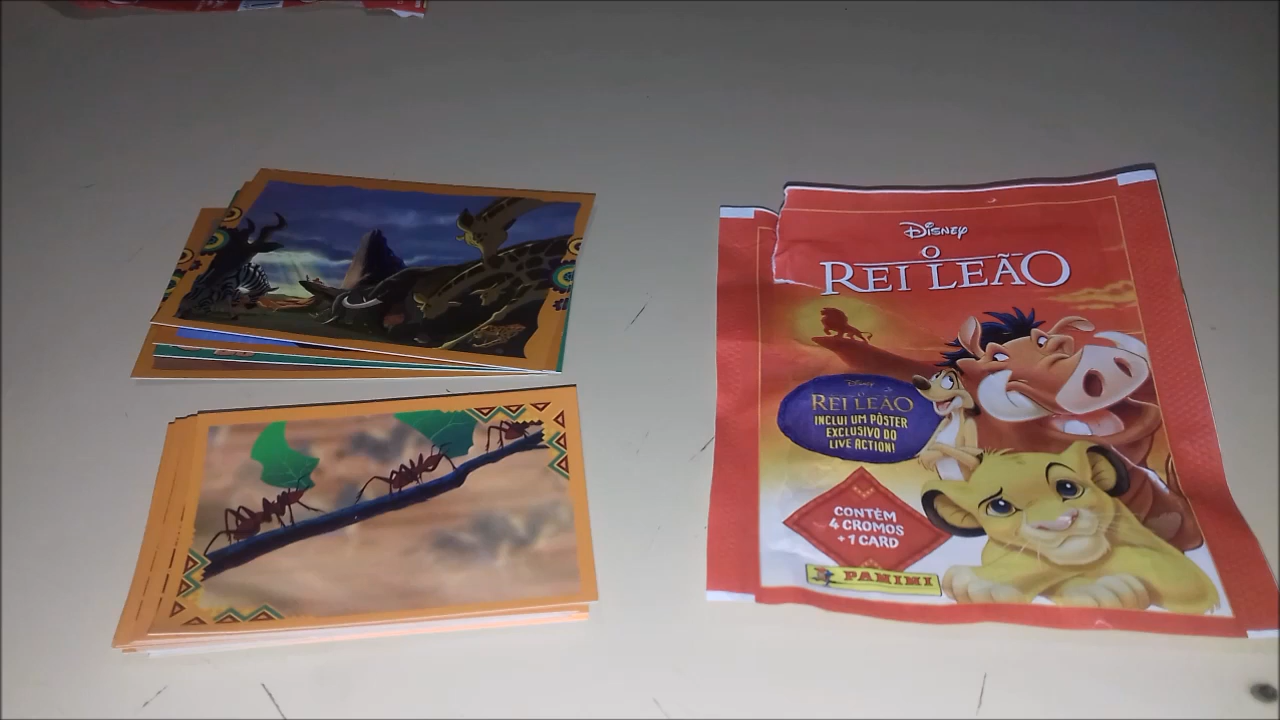 Disney
O
REI LEÃO
Disney
O
REI LEÃO
INCLUI UM PÔSTER
EXCLUSIVO DO
LIVE ACTION!
CONTÉM
4 CROMOS
+ 1 CARD
PANINI